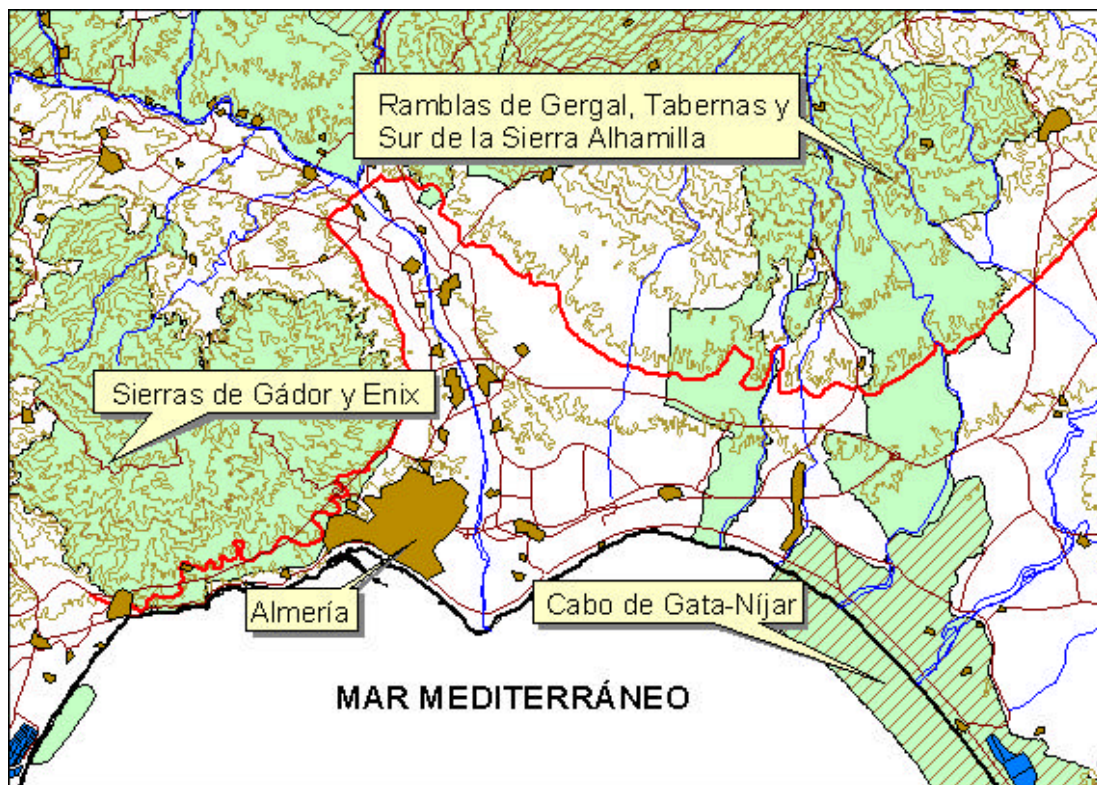 Ramblas de Gergal, Tabernas y
Sur de la Sierra Alhamilla
Sierras de Gádor y Enix
Almería
Cabo de Gata-Níjar
MAR MEDITERRÁNEO